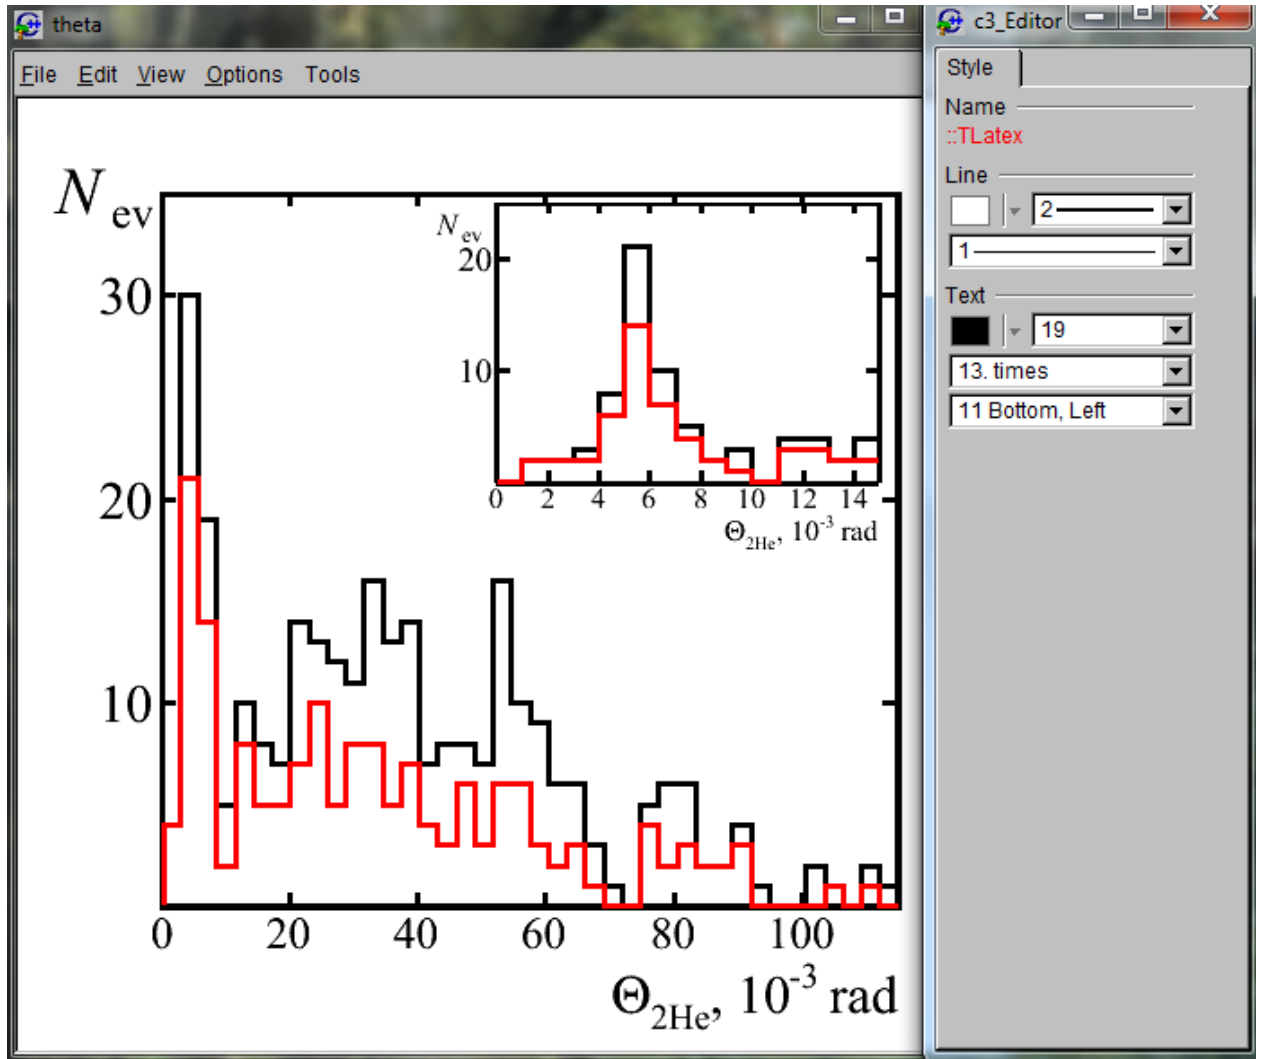 theta
File Edit View Options Tools
N ev
30
20
10
0 20 40 60 80 100
Θ2He, 10-3 rad
N ev
20
10
0 2 4 6 8 10 12 14
Θ2He, 10-3 rad
c3_Editor
Style
Name
::TLatex
Line
2
1
Text
19
13. times
11 Bottom, Left